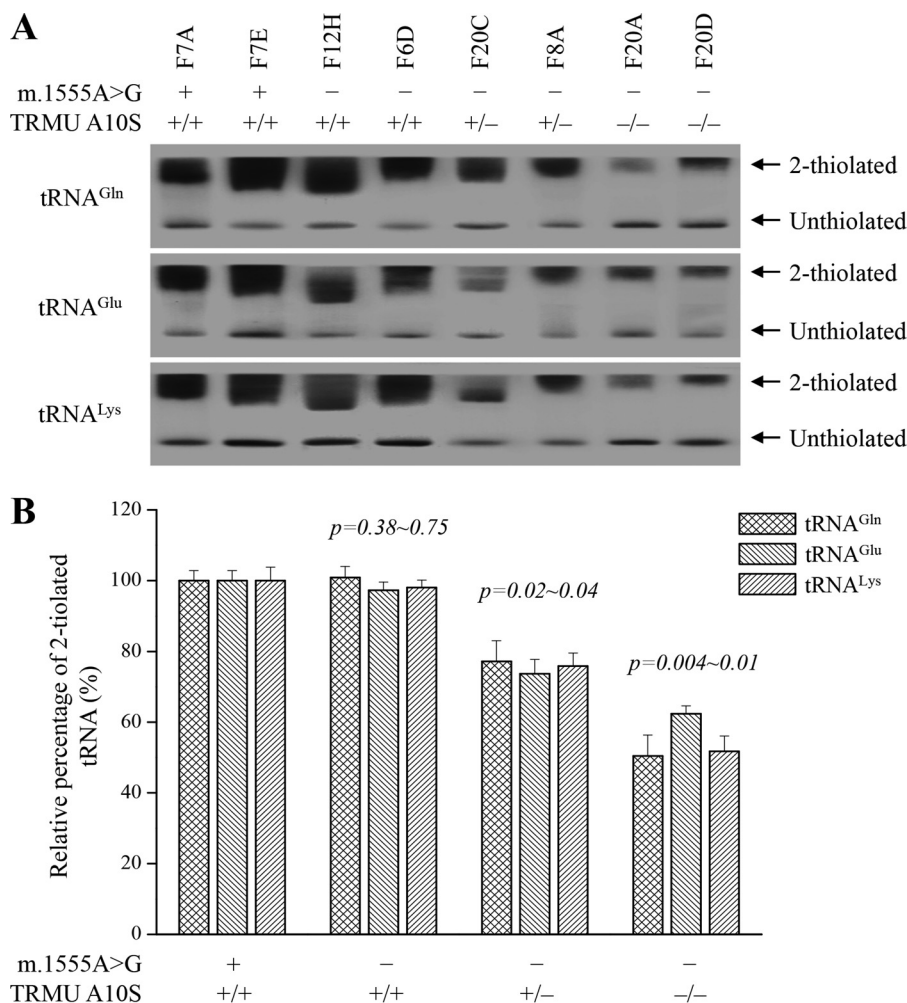 A
F7A F7E F12H F6D F20C F8A F20A F20D
m.1555A>G + + – – – – – –
TRMU A10S +/+ +/+ +/+ +/+ +/– +/– –/– –/–
2-thiolated
tRNAGln
Unthiolated
2-thiolated
tRNAGlu
Unthiolated
2-thiolated
tRNALys
Unthiolated
B
Relative percentage of 2-tiolated
tRNA (%)
120
100
80
60
40
20
0
p=0.38~0.75
p=0.02~0.04
p=0.004~0.01
tRNAGln
tRNAGlu
tRNALys
m.1555A>G + – – –
TRMU A10S +/+ +/+ +/– –/–